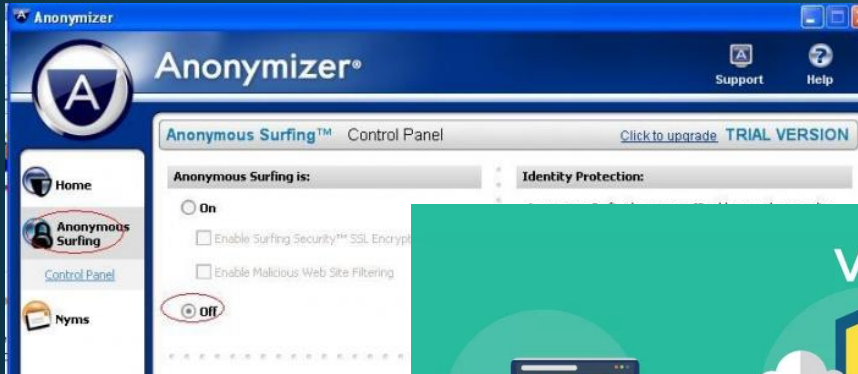 Anonymizer
Anonymizer®
Support
Help
Anonymous Surfing™ Control Panel
Click to upgrade TRIAL VERSION
Home
Anonymous Surfing
Control Panel
Nyms
Anonymous Surfing is:
On
Enable Surfing Security™ SSL
Enable Malicious Web Site Filtering
Off
Identity Protection: